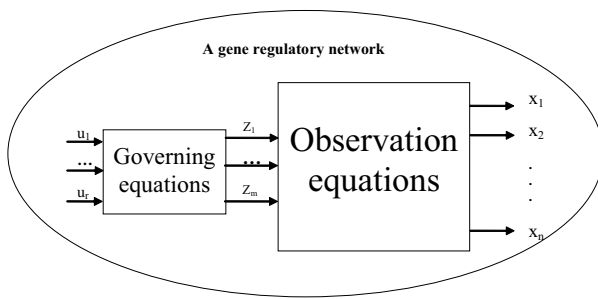 A gene regulatory network
u1
...
ur
Governing
equations
Z1
...
Zm
Observation
equations
x1
x2
.
.
.
.
xn